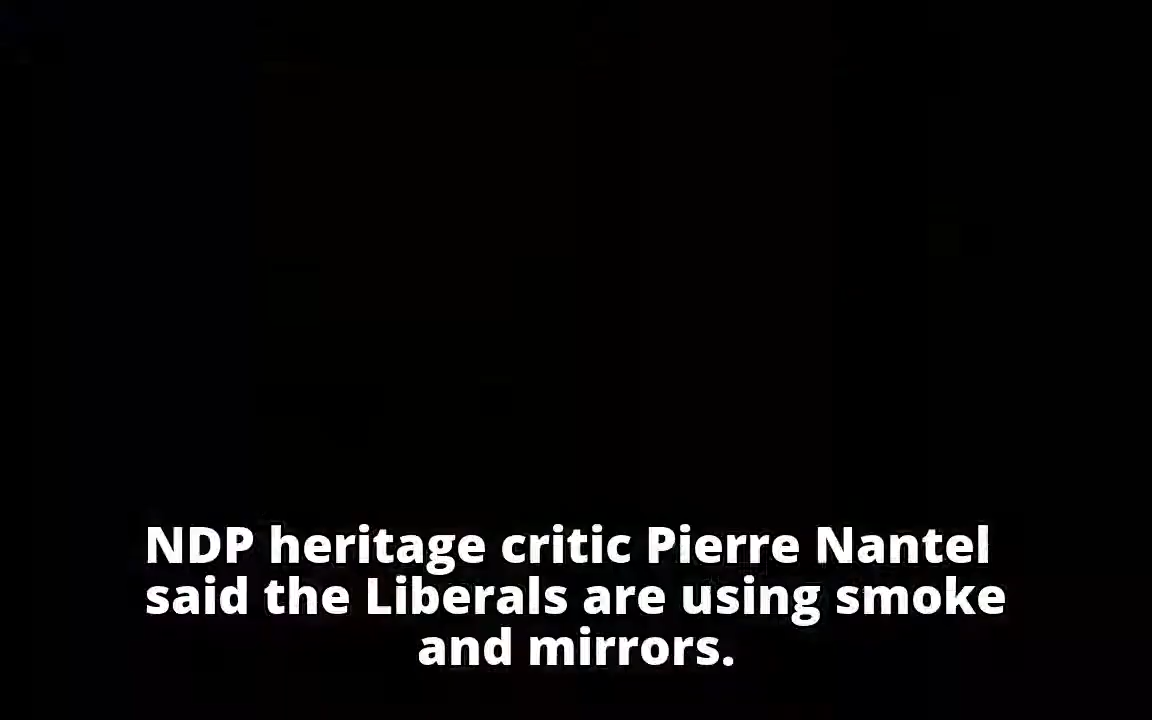 NDP heritage critic Pierre Nantel
said the Liberals are using smoke
and mirrors.